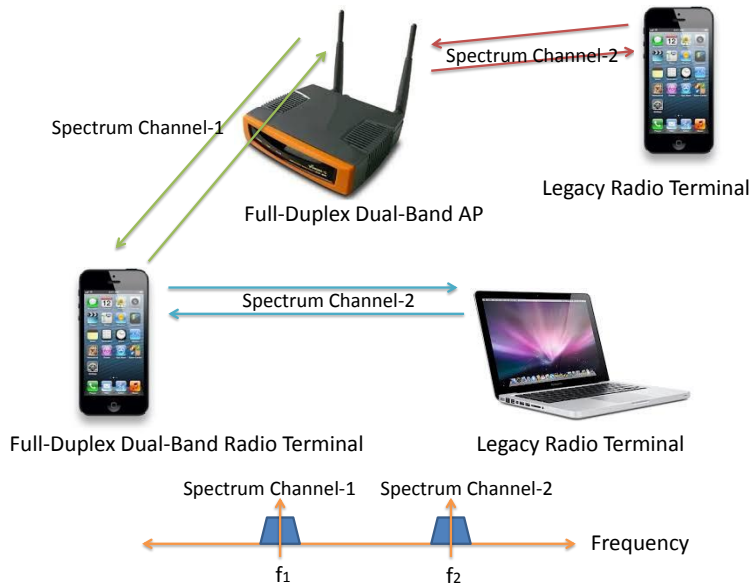 Spectrum Channel-2
Spectrum Channel-1
Legacy Radio Terminal
Full-Duplex Dual-Band AP
Spectrum Channel-2
Full-Duplex Dual-Band Radio Terminal
Legacy Radio Terminal
Spectrum Channel-1
Spectrum Channel-2
Frequency
f1
f2